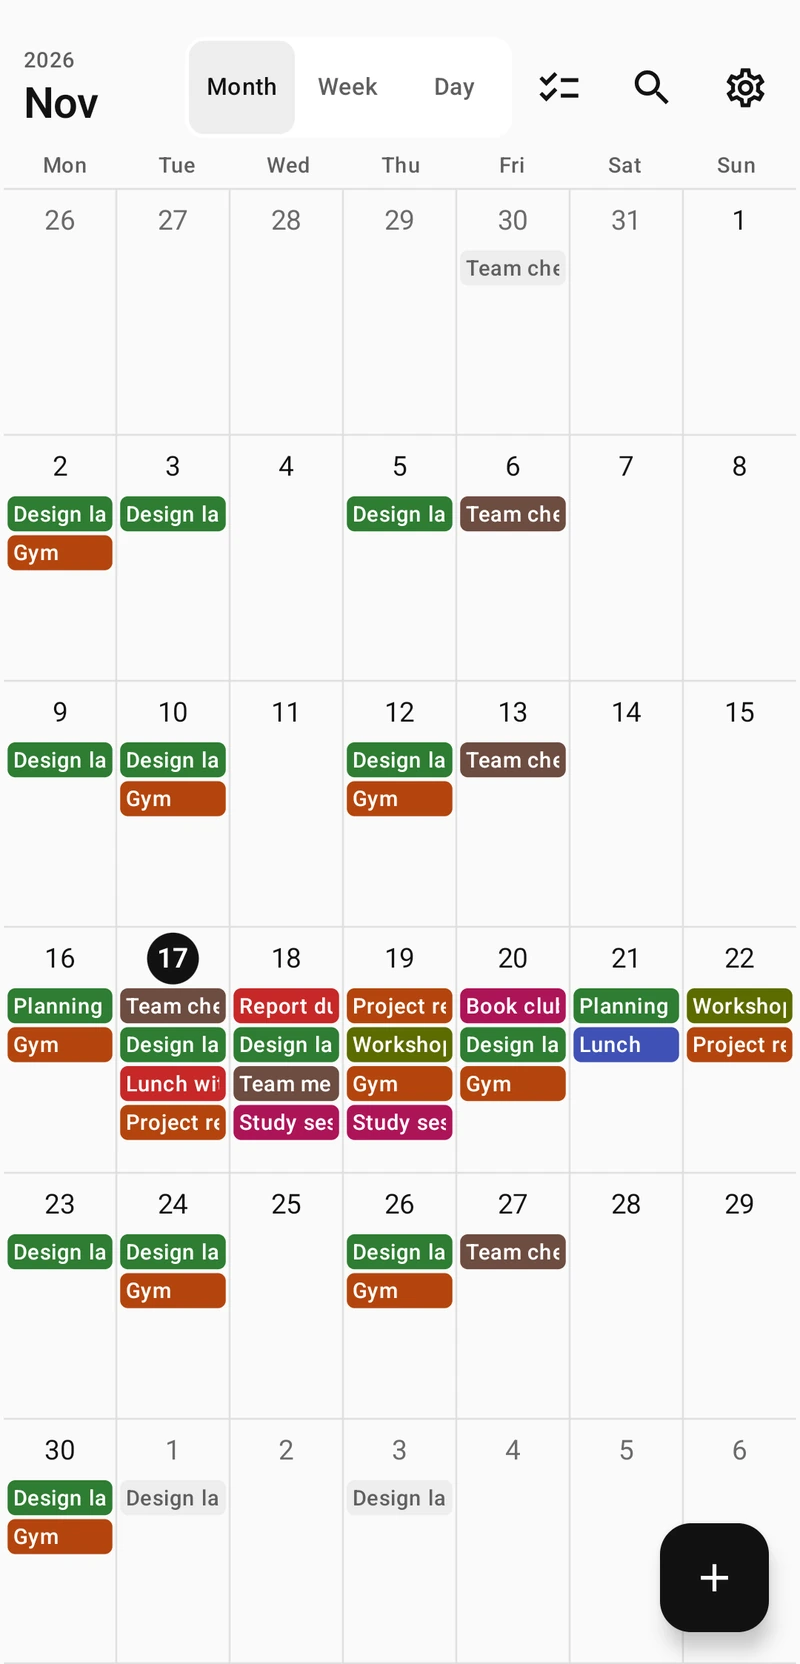 2026
Nov
Month Week Day
Mon Tue Wed Thu Fri Sat Sun
26 27 28 29 30 31 1
Team che
2 3 4 5 6 7 8
Design la Design la Design la Team che
Gym
9 10 11 12 13 14 15
Design la Design la Design la Team che
Gym Gym
16 17 18 19 20 21 22
Planning Team che Report du Project re Book club Planning Workshop
Gym Design la Design la Workshop Design la Lunch Project re
Lunch wit Team me Gym Gym
Project re Study ses Study ses
23 24 25 26 27 28 29
Design la Design la Design la Team che
Gym Gym
30 1 2 3 4 5 6
Design la Design la Design la
Gym